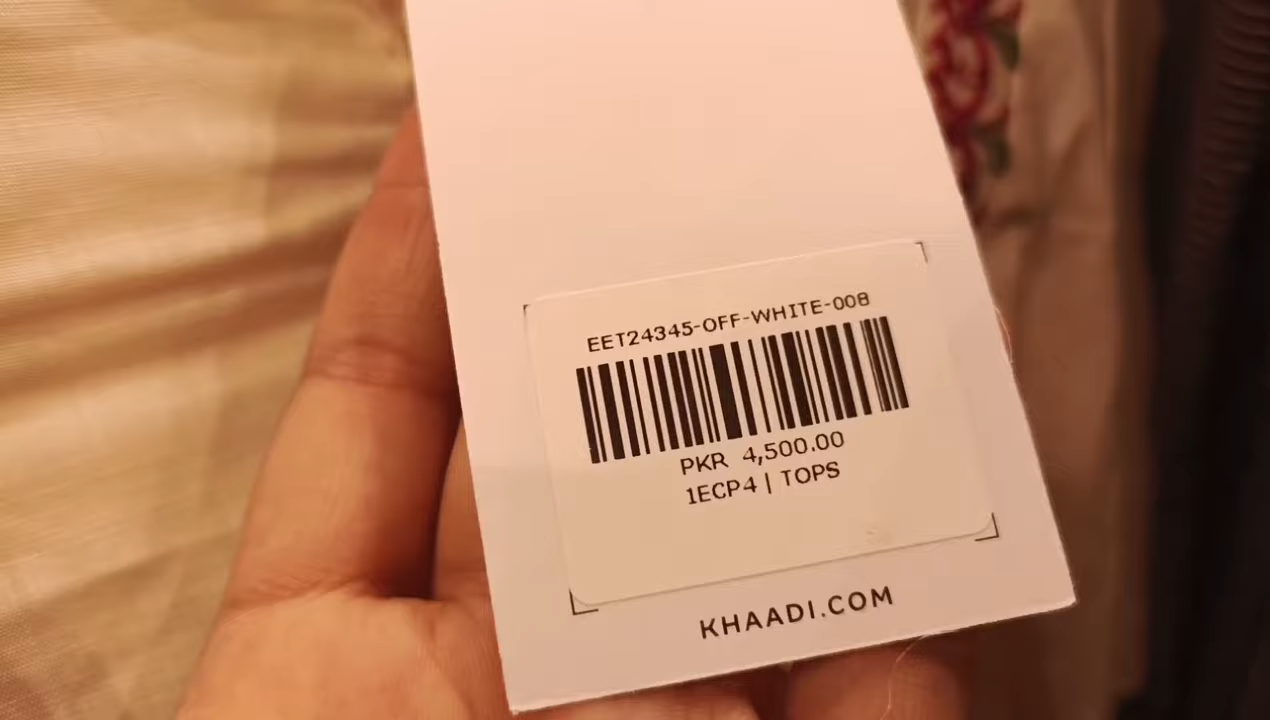 EET24345-OFF-WHITE-008
PKR 4,500.00
1ECP4 | TOPS
KHAADI.COM